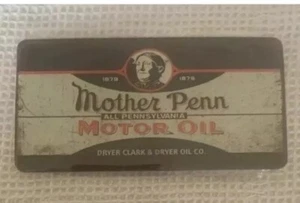 1879 1879
Mother Penn
ALL PENNSYLVANIA
MOTOR OIL
DRYER CLARK & DRYER OIL CO.